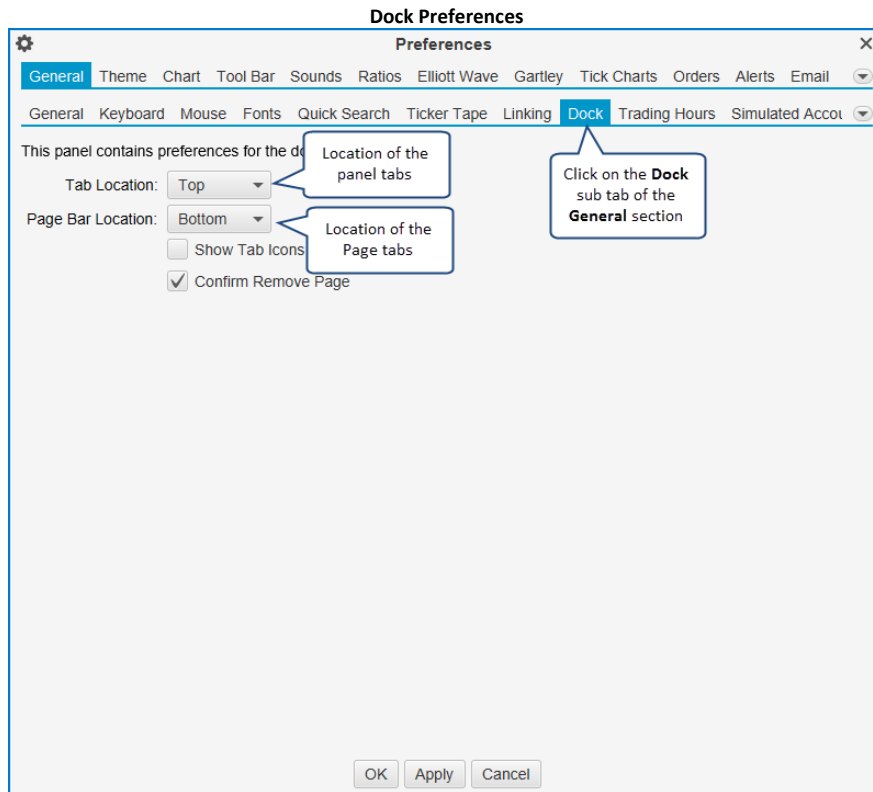 Dock Preferences
Preferences
General Theme Chart Tool Bar Sounds Ratios Elliott Wave Gartley Tick Charts Orders Alerts Email
General Keyboard Mouse Fonts Quick Search Ticker Tape Linking Dock Trading Hours Simulated Accou
This panel contains preferences for the do
Location of the
panel tabs
Click on the Dock
sub tab of the
General section
Tab Location: Top
Page Bar Location: Bottom
Location of the
Page tabs
Show Tab Icons
Confirm Remove Page
OK Apply Cancel